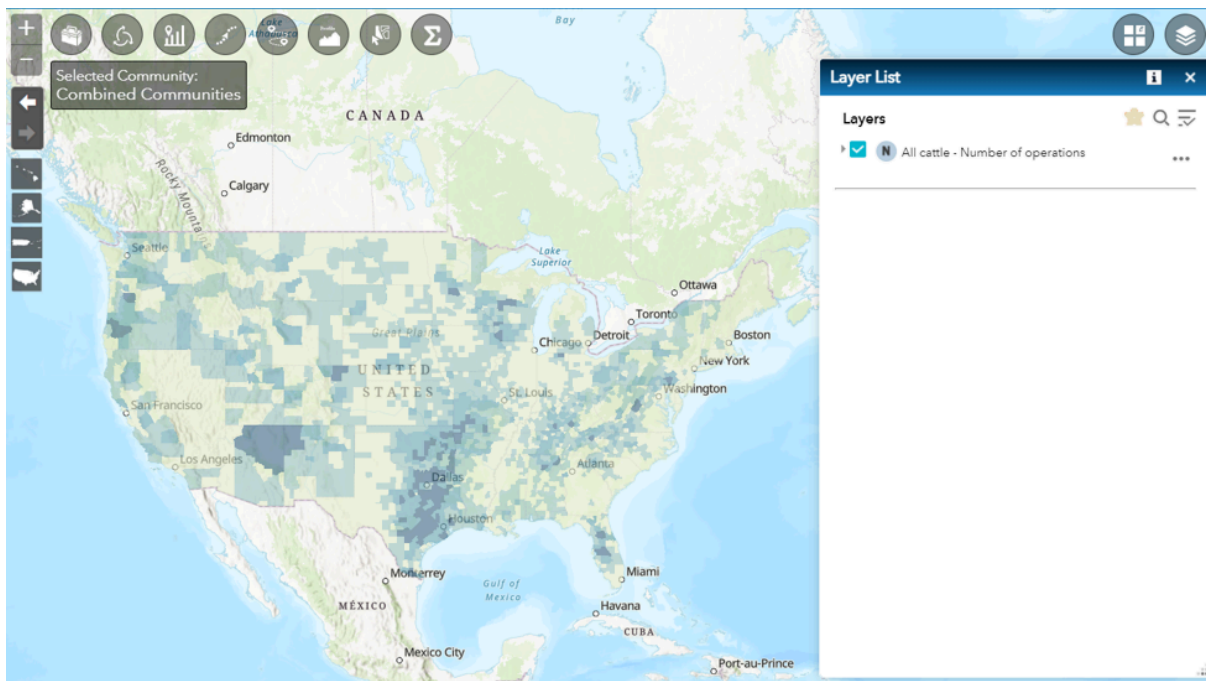 Bay
Lake
Athabasca
Selected Community:
Combined Communities
Layer List
Layers
N All cattle - Number of operations
CANADA
Edmonton
Rocky Mountains
Calgary
Seattle
Lake
Superior
Ottawa
Toronto
Great Plains
Chicago
Detroit
Boston
New York
UNITED
STATES
St. Louis
Washington
San Francisco
Los Angeles
Atlanta
Dallas
Houston
Monterrey
Gulf of
Mexico
Miami
MÉXICO
Havana
CUBA
Mexico City
Port-au-Prince